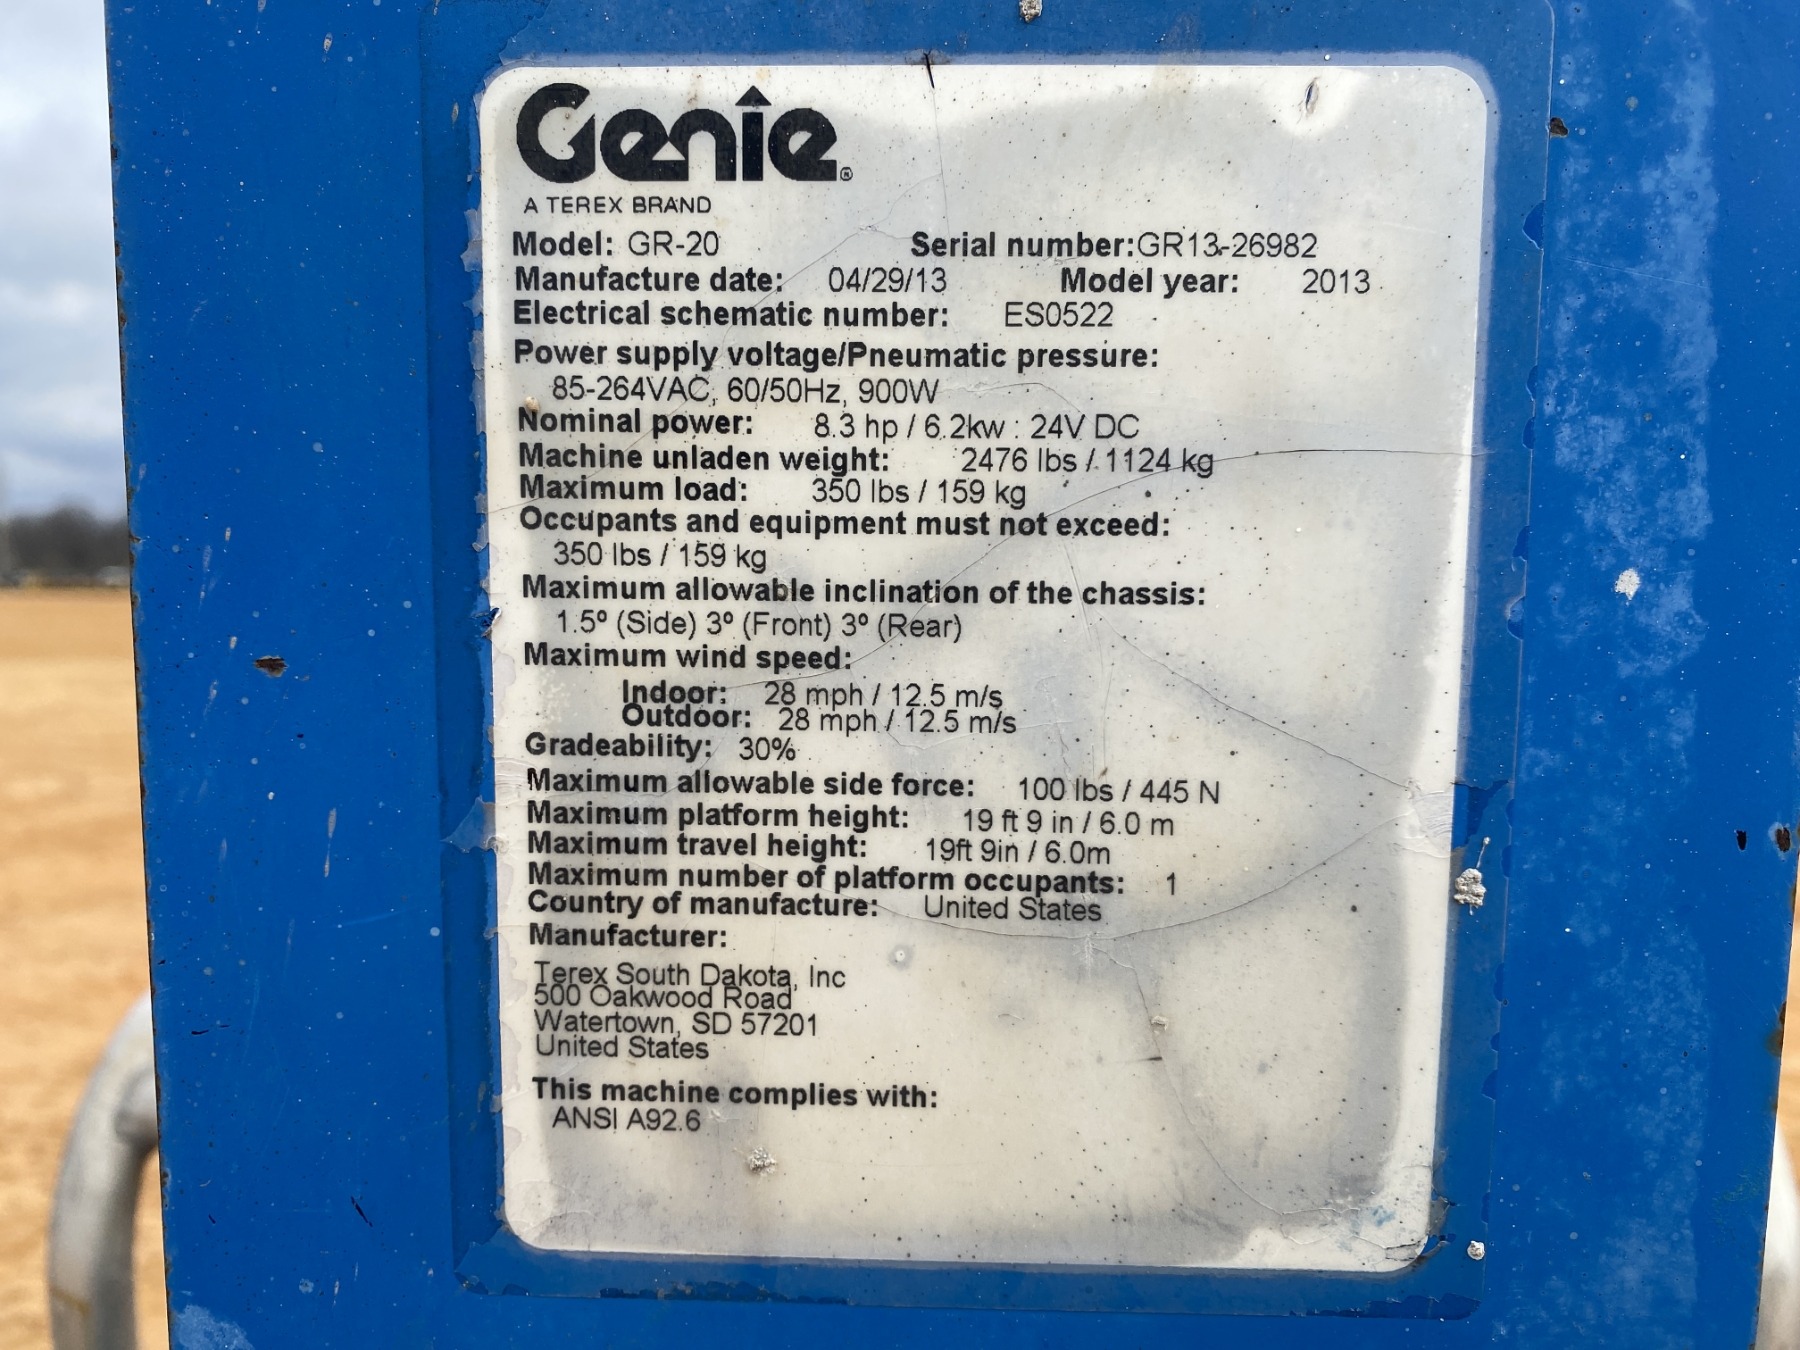 Genie®
A TEREX BRAND
Model: GR-20 Serial number:GR13-26982
Manufacture date: 04/29/13 Model year: 2013
Electrical schematic number: ES0522
Power supply voltage/Pneumatic pressure:
85-264VAC, 60/50Hz, 900W
Nominal power: 8.3 hp / 6.2kw : 24V DC
Machine unladen weight: 2476 lbs / 1124 kg
Maximum load: 350 lbs / 159 kg
Occupants and equipment must not exceed:
350 lbs / 159 kg
Maximum allowable inclination of the chassis:
1.5º (Side) 3º (Front) 3º (Rear)
Maximum wind speed:
Indoor: 28 mph / 12.5 m/s
Outdoor: 28 mph / 12.5 m/s
Gradeability: 30%
Maximum allowable side force: 100 lbs / 445 N
Maximum platform height: 19 ft 9 in / 6.0 m
Maximum travel height: 19ft 9in / 6.0m
Maximum number of platform occupants: 1
Country of manufacture: United States
Manufacturer:
Terex South Dakota, Inc
500 Oakwood Road
Watertown, SD 57201
United States
This machine complies with:
ANSI A92.6